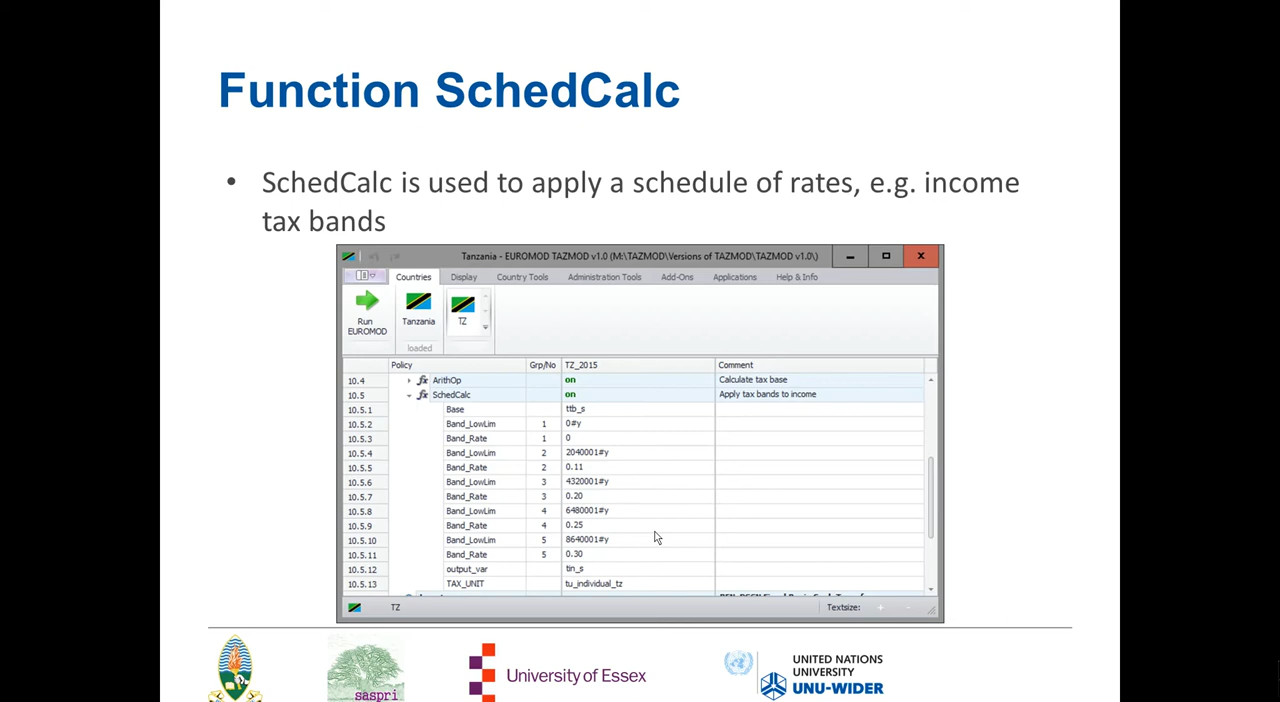 Function SchedCalc
• SchedCalc is used to apply a schedule of rates, e.g. income
tax bands
Tanzania - EUROMOD TAZMOD v1.0 (M:\TAZMOD\Versions of TAZMOD\TAZMOD v1.0\)
Countries Display Country Tools Administration Tools Add-Ons Applications Help & Info
Run
EUROMOD
Tanzania
TZ
loaded
Policy Grp/No TZ_2015 Comment
10.4 fx ArithOp on Calculate tax base
10.5 fx SchedCalc on Apply tax bands to income
10.5.1 Base ttb_s
10.5.2 Band_LowLim 1 0#y
10.5.3 Band_Rate 1 0
10.5.4 Band_LowLim 2 2040001#y
10.5.5 Band_Rate 2 0.11
10.5.6 Band_LowLim 3 4320001#y
10.5.7 Band_Rate 3 0.20
10.5.8 Band_LowLim 4 6480001#y
10.5.9 Band_Rate 4 0.25
10.5.10 Band_LowLim 5 8640001#y
10.5.11 Band_Rate 5 0.30
10.5.12 output_var tin_s
10.5.13 TAX_UNIT tu_individual_tz
TZ Textsize: + -
saspri
University of Essex
UNITED NATIONS
UNIVERSITY
UNU-WIDER